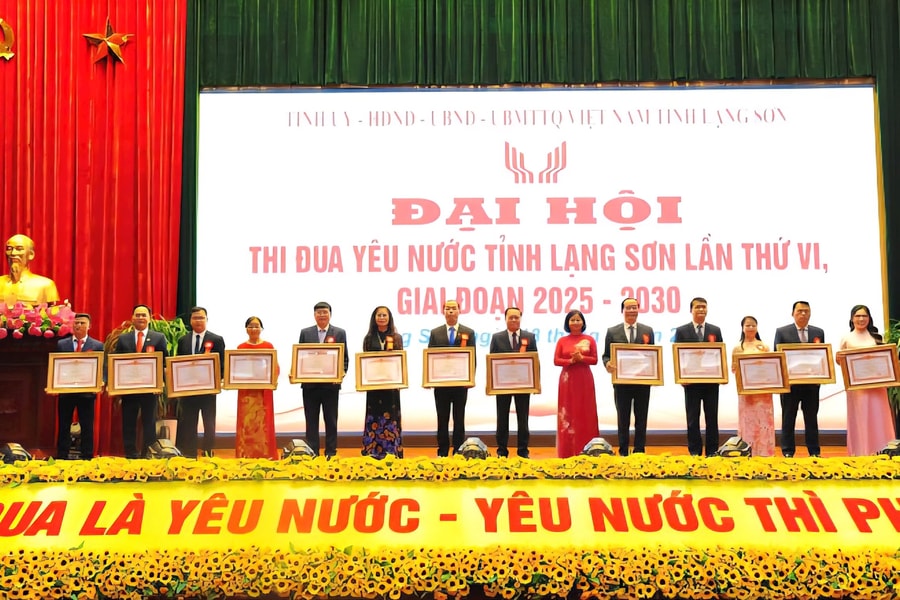 TỈNH ỦY - HĐND - UBND - UBMTTQ VIỆT NAM TỈNH LẠNG SƠN
ĐẠI HỘI
THI ĐUA YÊU NƯỚC TỈNH LẠNG SƠN LẦN THỨ VI,
GIAI ĐOẠN 2025 - 2030
ĐUA LÀ YÊU NƯỚC - YÊU NƯỚC THÌ PH